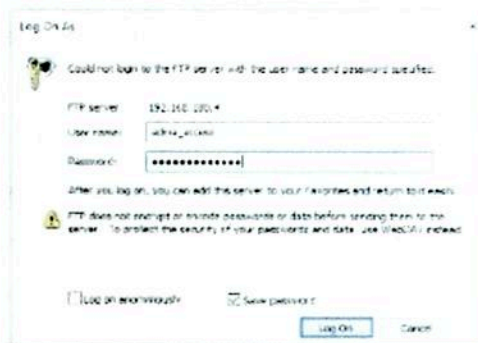 Log On As
Could not login to the FTP server with the user name and password specified.
FTP server:
User name:
Password:
After you log on, you can add this server to your Favorites and return to it easily.
FTP does not encrypt or encode passwords or data before sending them to the
server. To protect the security of your passwords and data, use WebDAV instead.
Log on anonymously Save password
Log On Cancel